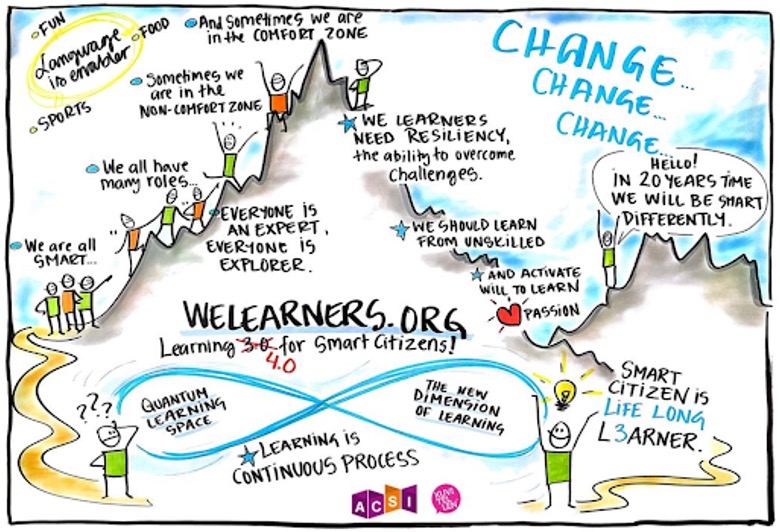 FUN
FOOD
Language
is enabler
SPORTS
And Sometimes we are
in the COMFORT ZONE
Sometimes we
are in the
NON-COMFORT ZONE
We all have
many roles...
We are all
SMART...
EVERYONE IS
AN EXPERT,
EVERYONE IS
EXPLORER.
CHANGE...
CHANGE...
CHANGE...
WE LEARNERS
NEED RESILIENCY,
the ability to overcome
challenges.
HELLO!
IN 20 YEARS TIME
WE WILL BE SMART
DIFFERENTLY.
WE SHOULD LEARN
FROM UNSKILLED
AND ACTIVATE
WILL TO LEARN
PASSION
WELEARNERS.ORG
Learning 3.0 for Smart Citizens!
4.0
QUANTUM
LEARNING
SPACE
THE NEW
DIMENSION
OF LEARNING
???
LEARNING IS
CONTINUOUS PROCESS
SMART
CITIZEN IS
LIFE LONG
L3ARNER.
ACSI